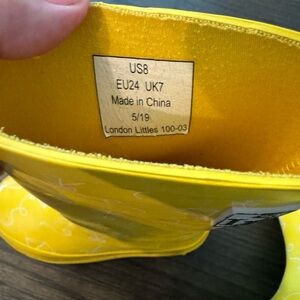 US8
EU24 UK7
Made in China
5/19
London Littles 100-03